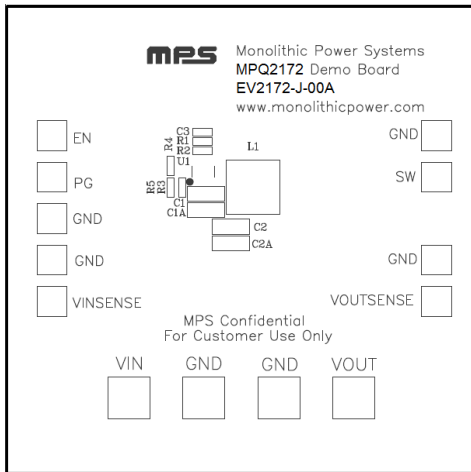 mps Monolithic Power Systems
MPQ2172 Demo Board
EV2172-J-00A
www.monolithicpower.com
EN
PG
GND
GND
VINSENSE
C3
R1
R2
R4
U1
L1
R5
R3
C1
C1A
C2
C2A
GND
SW
GND
VOUTSENSE
MPS Confidential
For Customer Use Only
VIN GND GND VOUT